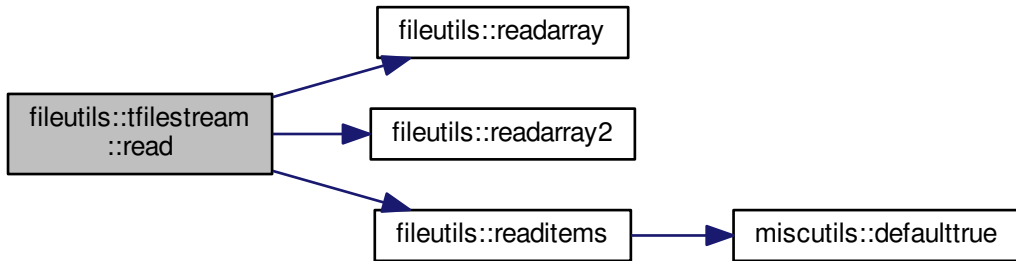 fileutils::tfilestream
::read
fileutils::readarray
fileutils::readarray2
fileutils::readitems
miscutils::defaulttrue